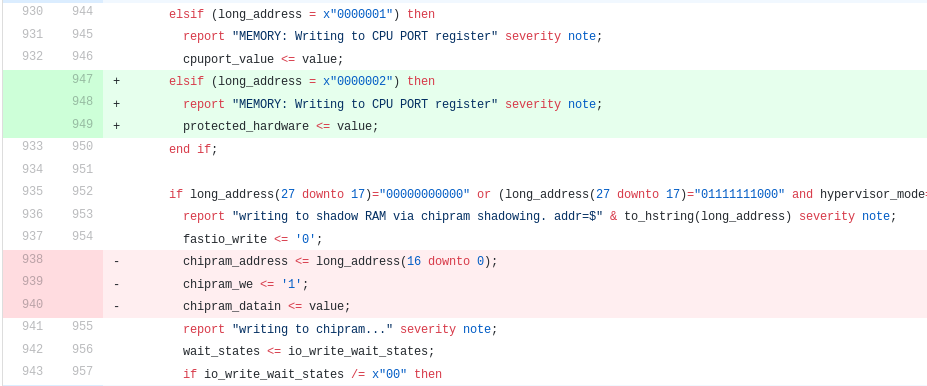 930 944 elsif (long_address = x"0000001") then
931 945 report "MEMORY: Writing to CPU PORT register" severity note;
932 946 cpuport_value <= value;
947 + elsif (long_address = x"0000002") then
948 + report "MEMORY: Writing to CPU PORT register" severity note;
949 + protected_hardware <= value;
933 950 end if;
934 951
935 952 if long_address(27 downto 17)="00000000000" or (long_address(27 downto 17)="01111111000" and hypervisor_mode=
936 953 report "writing to shadow RAM via chipram shadowing. addr=$" & to_hstring(long_address) severity note;
937 954 fastio_write <= '0';
938 - chipram_address <= long_address(16 downto 0);
939 - chipram_we <= '1';
940 - chipram_datain <= value;
941 955 report "writing to chipram..." severity note;
942 956 wait_states <= io_write_wait_states;
943 957 if io_write_wait_states /= x"00" then